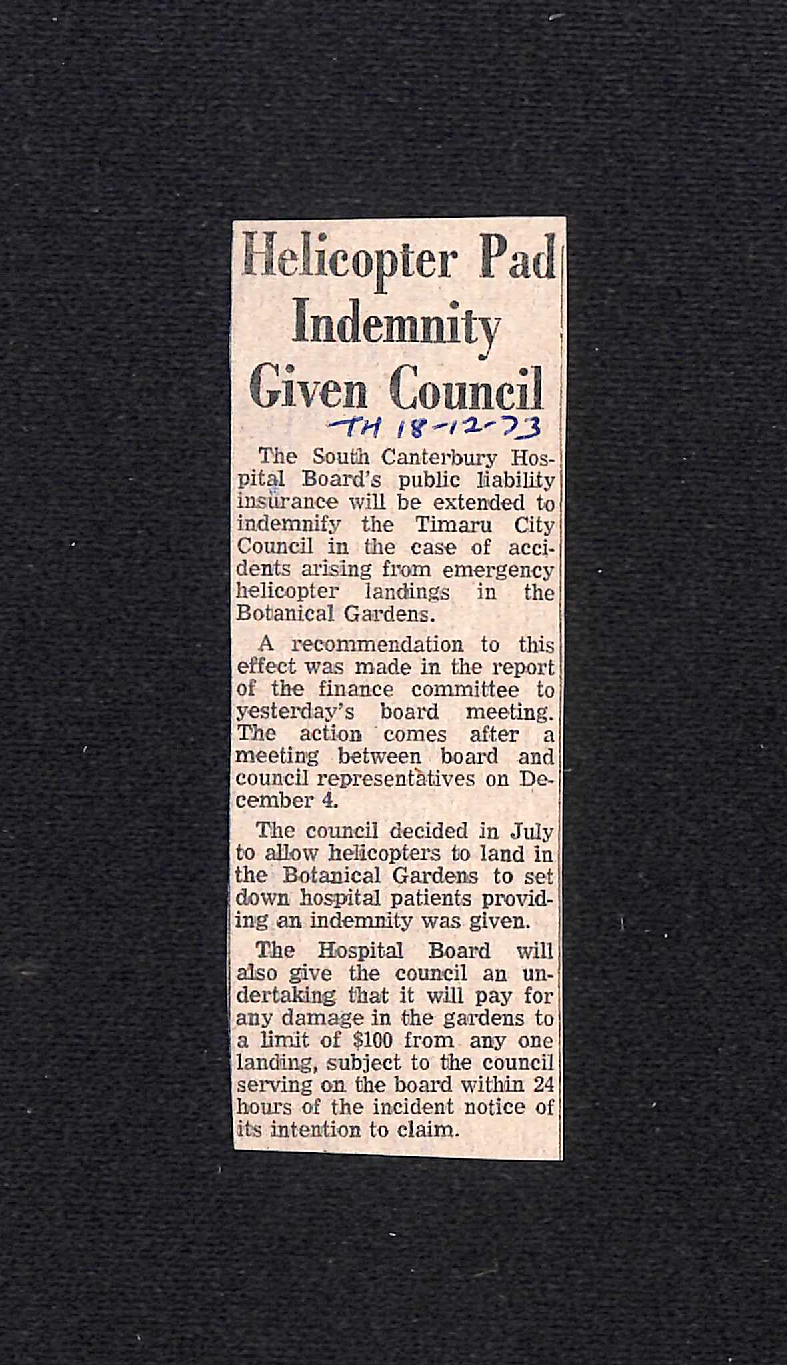 Helicopter Pad
Indemnity
Given Council
TH 18-12-73
The South Canterbury Hos-
pital Board's public liability
insurance will be extended to
indemnify the Timaru City
Council in the case of acci-
dents arising from emergency
helicopter landings in the
Botanical Gardens.
A recommendation to this
effect was made in the report
of the finance committee to
yesterday's board meeting.
The action comes after a
meeting between board and
council representatives on De-
cember 4.
The council decided in July
to allow helicopters to land in
the Botanical Gardens to set
down hospital patients provid-
ing an indemnity was given.
The Hospital Board will
also give the council an un-
dertaking that it will pay for
any damage in the gardens to
a limit of $100 from any one
landing, subject to the council
serving on the board within 24
hours of the incident notice of
its intention to claim.